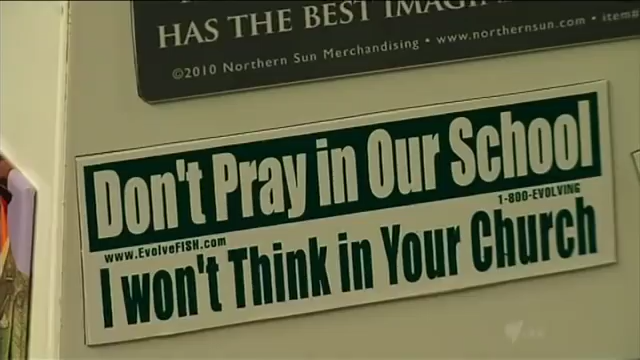 HAS THE BEST
©2010 Northern Sun Merchandising • www.northernsun.com • item#
Don't Pray in Our School
1-800-EVOLVING
www.EvolveFISH.com
I won't Think in Your Church